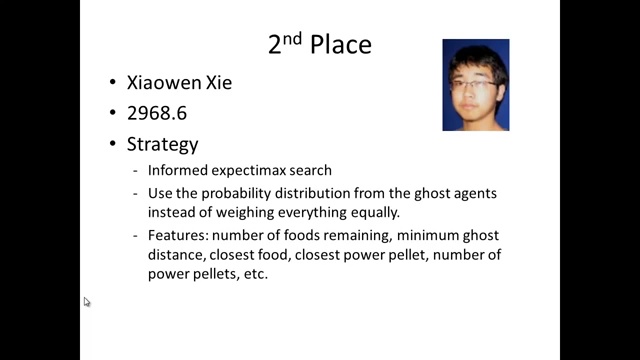 2nd Place
• Xiaowen Xie
• 2968.6
• Strategy
- Informed expectimax search
- Use the probability distribution from the ghost agents
instead of weighing everything equally.
- Features: number of foods remaining, minimum ghost
distance, closest food, closest power pellet, number of
power pellets, etc.